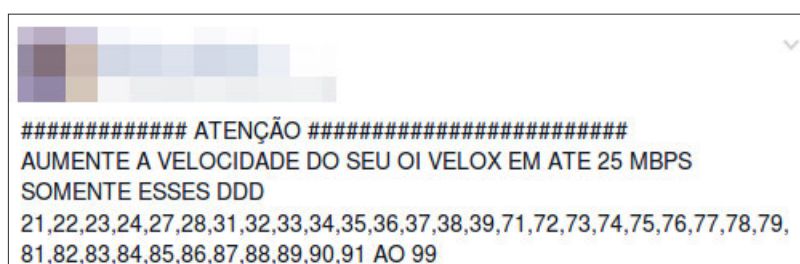 ############# ATENÇÃO #########################
AUMENTE A VELOCIDADE DO SEU OI VELOX EM ATE 25 MBPS
SOMENTE ESSES DDD
21,22,23,24,27,28,31,32,33,34,35,36,37,38,39,71,72,73,74,75,76,77,78,79,
81,82,83,84,85,86,87,88,89,90,91 AO 99